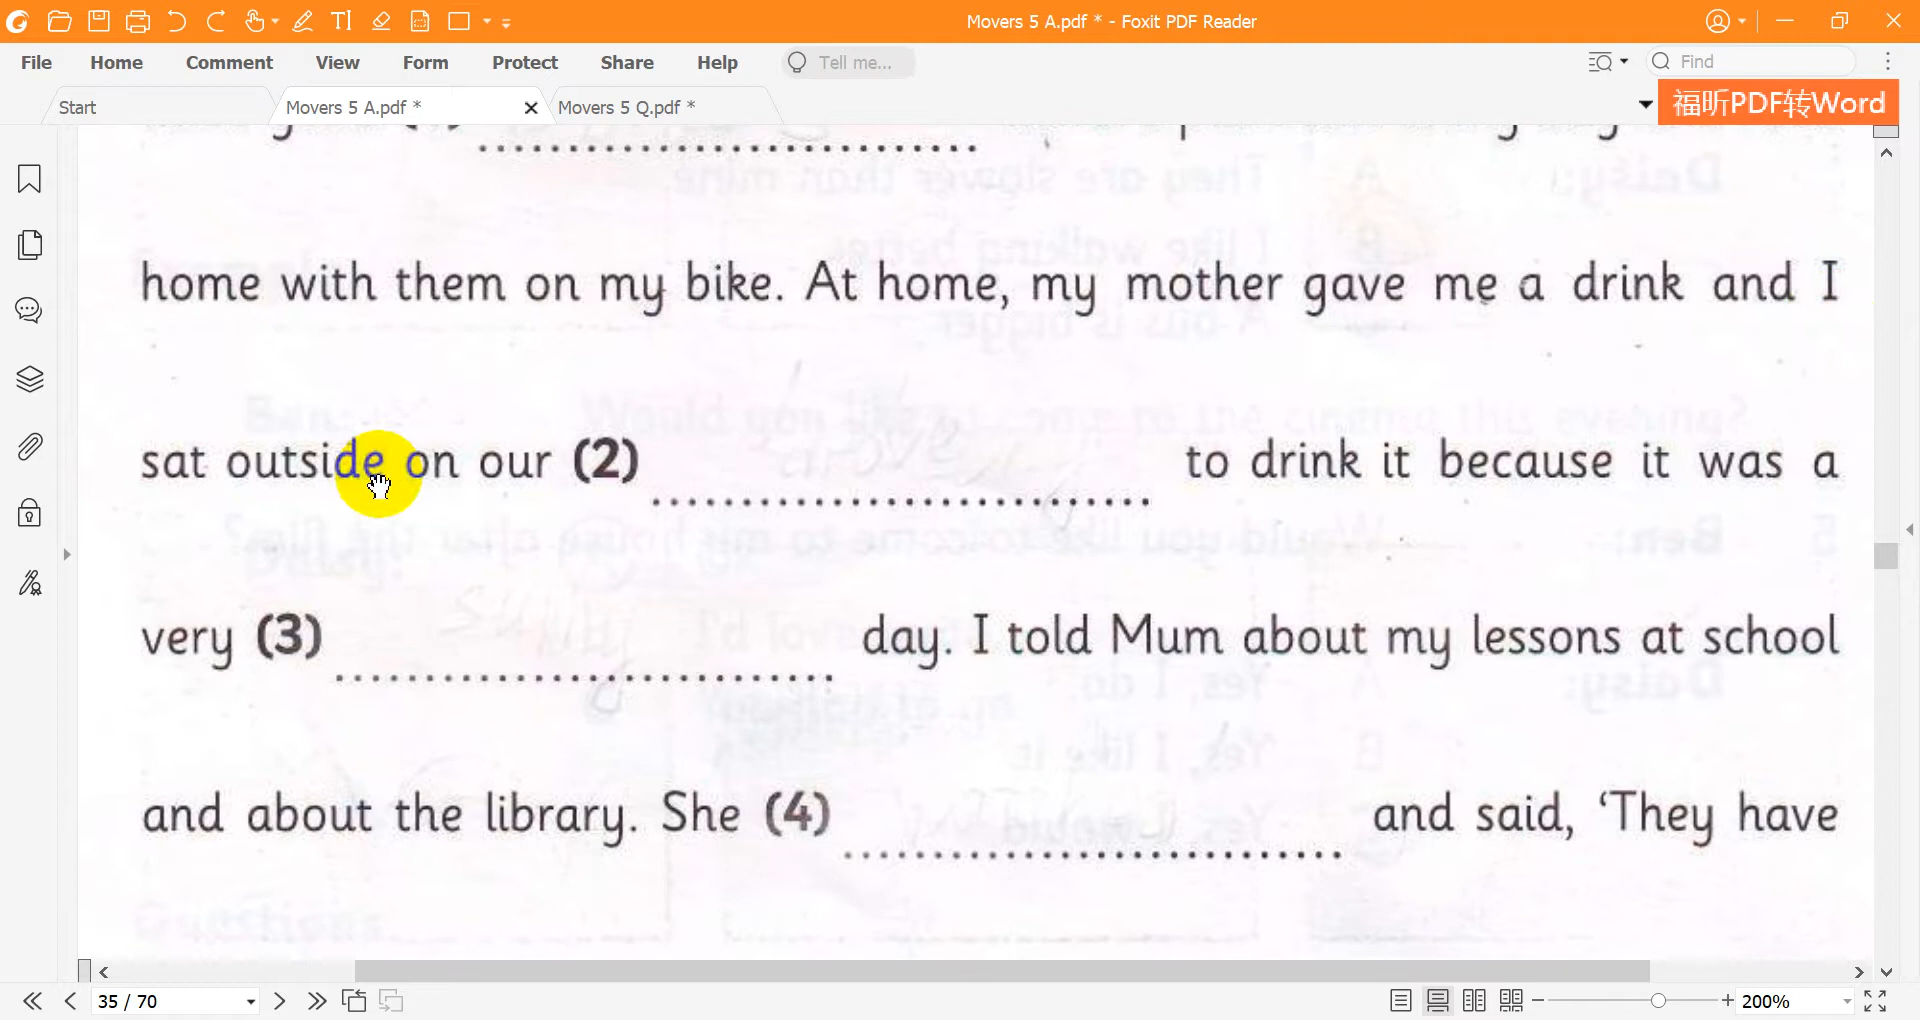 Movers 5 A.pdf * - Foxit PDF Reader
File Home Comment View Form Protect Share Help Tell me... Find
Start Movers 5 A.pdf * Movers 5 Q.pdf * 福昕PDF转Word
home with them on my bike. At home, my mother gave me a drink and I
sat outside on our (2) to drink it because it was a
very (3) day. I told Mum about my lessons at school
and about the library. She (4) and said, ‘They have
35 / 70 200%